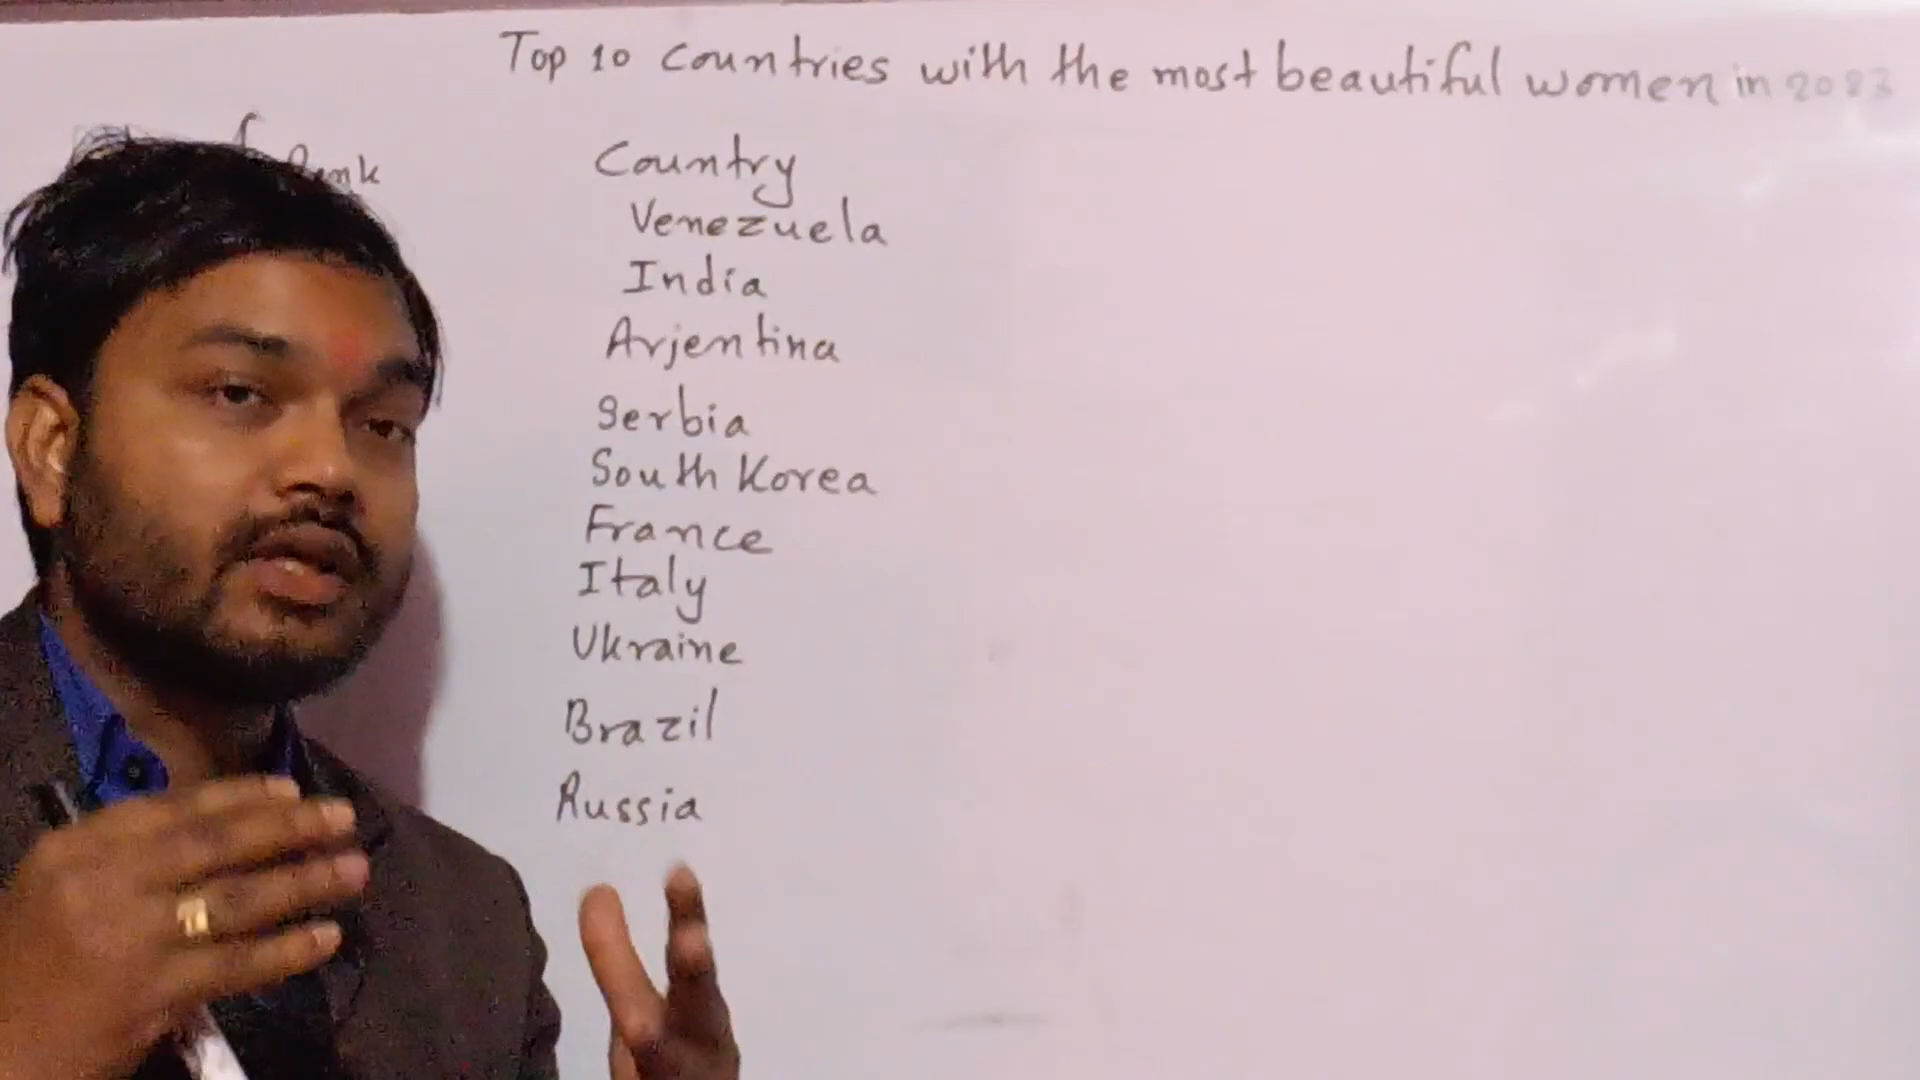 Top 10 Countries with the most beautiful women in
Rank Country
Venezuela
India
Arjentina
Serbia
South Korea
France
Italy
Ukraine
Brazil
Russia